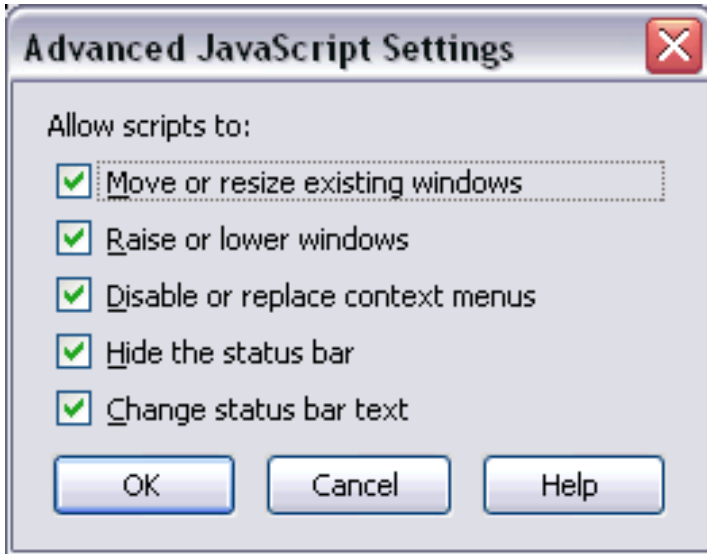 Advanced JavaScript Settings
Allow scripts to:
Move or resize existing windows
Raise or lower windows
Disable or replace context menus
Hide the status bar
Change status bar text
OK Cancel Help